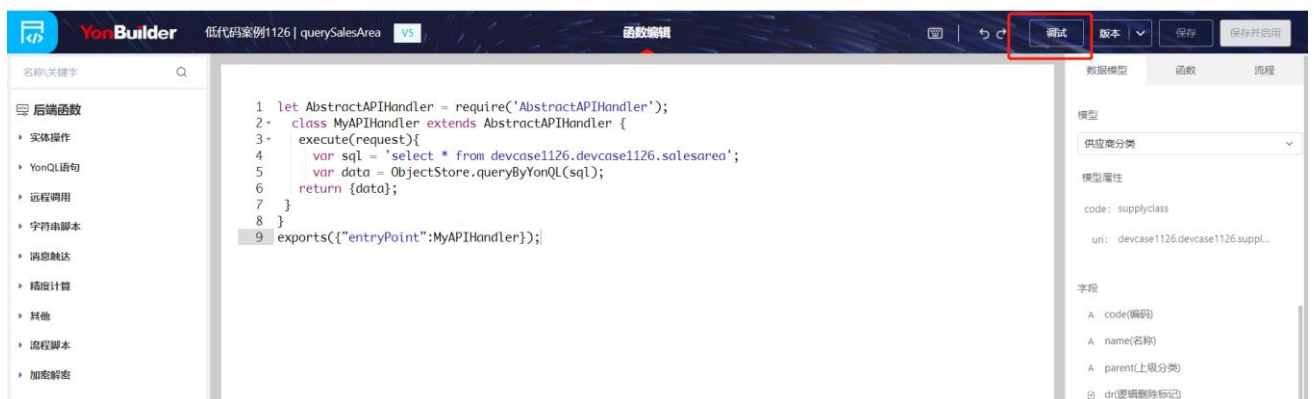 YonBuilder 低代码案例1126 | querySalesArea V5 函数编辑 调试 版本 保存 保存并启用
名称\关键字
后端函数
实体操作
YonQL语句
远程调用
字符串脚本
消息触达
精度计算
其他
流程脚本
加密解密
1 let AbstractAPIHandler = require('AbstractAPIHandler');
2 class MyAPIHandler extends AbstractAPIHandler {
3 execute(request){
4 var sql = 'select * from devcase1126.devcase1126.salesarea';
5 var data = ObjectStore.queryByYonQL(sql);
6 return {data};
7 }
8 }
9 exports({"entryPoint":MyAPIHandler});
数据模型 函数 流程
模型
供应商分类
模型属性
code: supplyclass
uri: devcase1126.devcase1126.suppl...
字段
A code(编码)
A name(名称)
A parent(上级分类)
dr(逻辑删除标记)